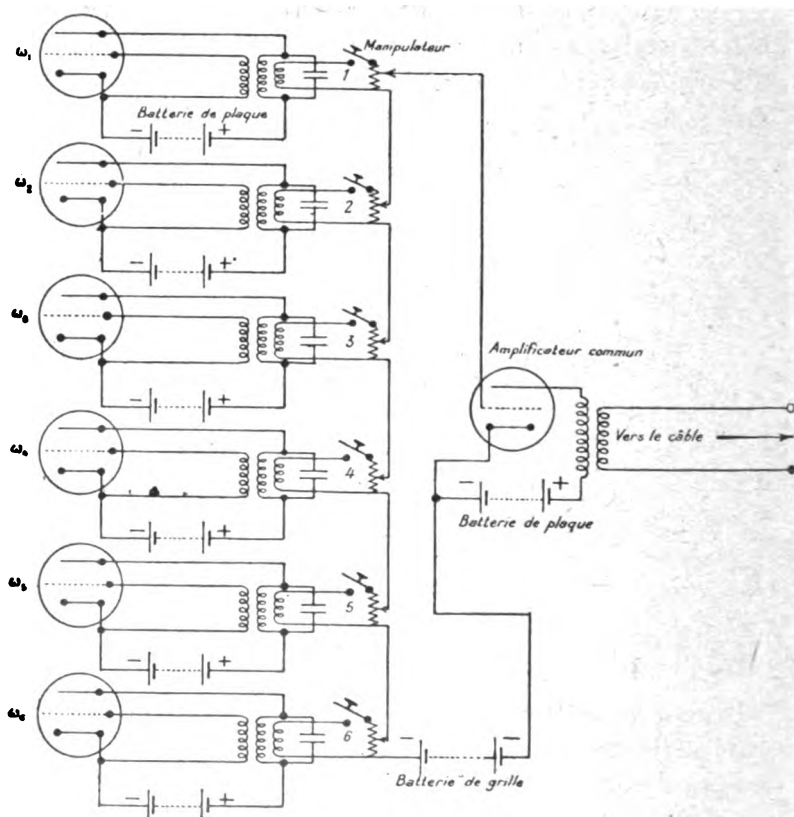 ω₁
Manipulateur
1
Batterie de plaque
− +
ω₂
2
− +
ω₃
3
− +
Amplificateur commun
ω₄
4
Vers le câble
− +
− +
Batterie de plaque
ω₅
5
− +
ω₆
6
− −
Batterie de grille
− +